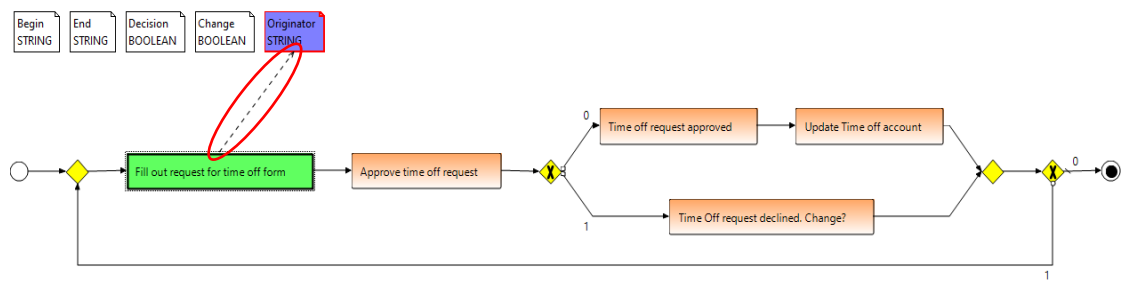 Begin
STRING
End
STRING
Decision
BOOLEAN
Change
BOOLEAN
Originator
STRING
Fill out request for time off form
Approve time off request
0
Time off request approved
Update Time off account
1
Time Off request declined. Change?
0
1